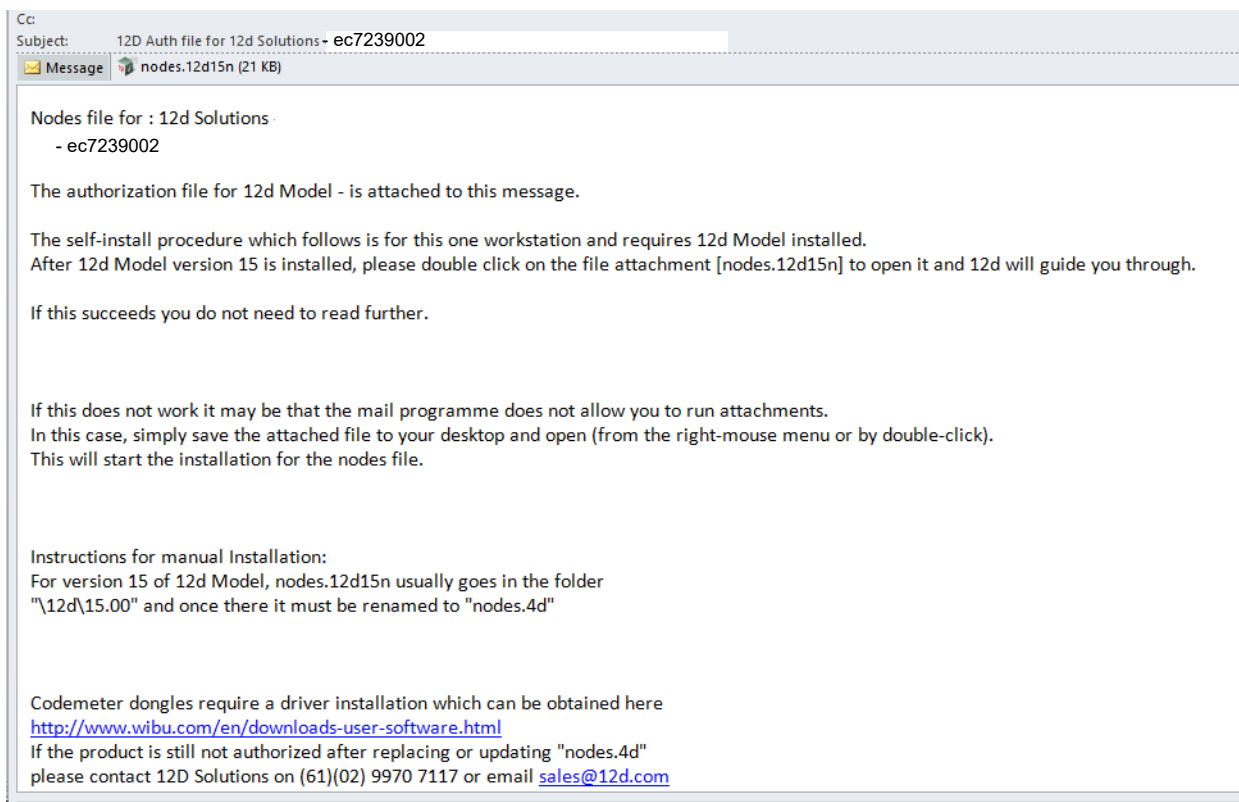 Cc:
Subject: 12D Auth file for 12d Solutions - ec7239002
Message nodes.12d15n (21 KB)
Nodes file for : 12d Solutions
- ec7239002
The authorization file for 12d Model - is attached to this message.
The self-install procedure which follows is for this one workstation and requires 12d Model installed.
After 12d Model version 15 is installed, please double click on the file attachment [nodes.12d15n] to open it and 12d will guide you through.
If this succeeds you do not need to read further.
If this does not work it may be that the mail programme does not allow you to run attachments.
In this case, simply save the attached file to your desktop and open (from the right-mouse menu or by double-click).
This will start the installation for the nodes file.
Instructions for manual Installation:
For version 15 of 12d Model, nodes.12d15n usually goes in the folder
"\12d\15.00" and once there it must be renamed to "nodes.4d"
Codemeter dongles require a driver installation which can be obtained here
http://www.wibu.com/en/downloads-user-software.html
If the product is still not authorized after replacing or updating "nodes.4d"
please contact 12D Solutions on (61)(02) 9970 7117 or email sales@12d.com